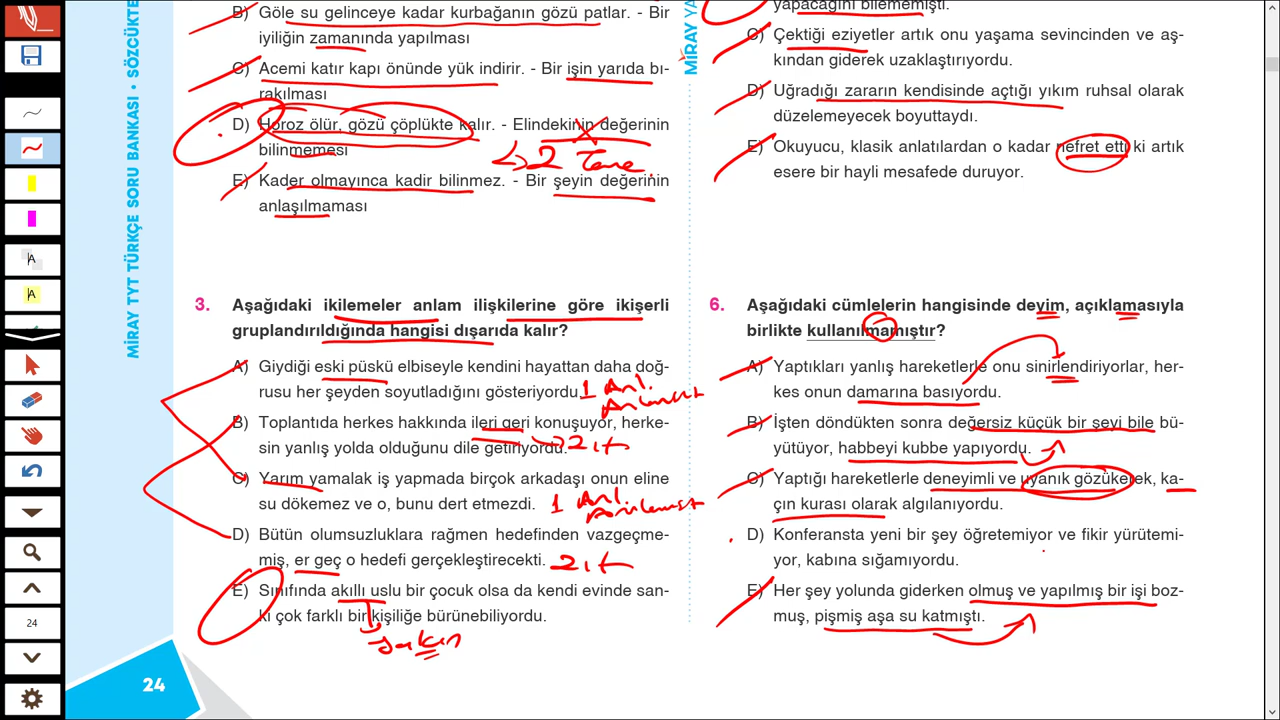 B) Göle su gelinceye kadar kurbağanın gözü patlar. - Bir
iyiliğin zamanında yapılması
C) Acemi katır kapı önünde yük indirir. - Bir işin yarıda bı-
rakılması
D) Horoz ölür, gözü çöplükte kalır. - Elindekinin değerinin
bilinmemesi
2 Tane
E) Kader olmayınca kadir bilinmez. - Bir şeyin değerinin
anlaşılmaması
3. Aşağıdaki ikilemeler anlam ilişkilerine göre ikişerli
gruplandırıldığında hangisi dışarıda kalır?
A) Giydiği eski püskü elbiseyle kendini hayattan daha doğ-
rusu her şeyden soyutladığını gösteriyordu.
1 Anl.
B) Toplantıda herkes hakkında ileri geri konuşuyor, herke-
sin yanlış yolda olduğunu dile getiriyordu.
C) Yarım yamalak iş yapmada birçok arkadaşı onun eline
su dökemez ve o, bunu dert etmezdi.
1 Anl.
D) Bütün olumsuzluklara rağmen hedefinden vazgeçme-
miş, er geç o hedefi gerçekleştirecekti.
E) Sınıfında akıllı uslu bir çocuk olsa da kendi evinde san-
ki çok farklı bir kişiliğe bürünebiliyordu.
yakın
yapacağını bilememişti.
C) Çektiği eziyetler artık onu yaşama sevincinden ve aş-
kından giderek uzaklaştırıyordu.
D) Uğradığı zararın kendisinde açtığı yıkım ruhsal olarak
düzelemeyecek boyuttaydı.
E) Okuyucu, klasik anlatılardan o kadar nefret etti ki artık
esere bir hayli mesafede duruyor.
6. Aşağıdaki cümlelerin hangisinde deyim, açıklamasıyla
birlikte kullanılmamıştır?
A) Yaptıkları yanlış hareketlerle onu sinirlendiriyorlar, her-
kes onun damarına basıyordu.
B) İşten döndükten sonra değersiz küçük bir şeyi bile bü-
yütüyor, habbeyi kubbe yapıyordu.
C) Yaptığı hareketlerle deneyimli ve uyanık gözükerek, ka-
çın kurası olarak algılanıyordu.
D) Konferansta yeni bir şey öğretemiyor ve fikir yürütemi-
yor, kabına sığamıyordu.
E) Her şey yolunda giderken olmuş ve yapılmış bir işi boz-
muş, pişmiş aşa su katmıştı.
MİRAY TYT TÜRKÇE SORU BANKASI • SÖZCÜKTE
MİRAY YA
24
24
A
A